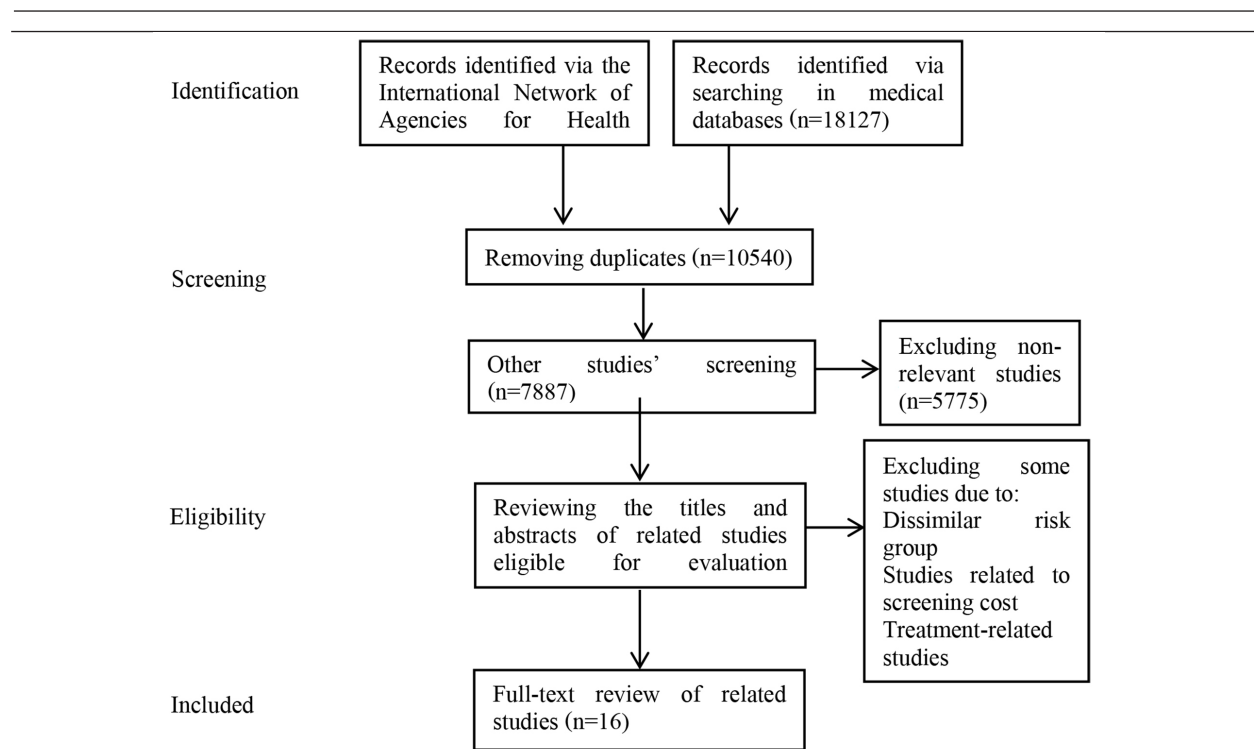 Identification
Records identified via the
International Network of
Agencies for Health
Records identified via
searching in medical
databases (n=18127)
Screening
Removing duplicates (n=10540)
Other studies’ screening
(n=7887)
Excluding non-
relevant studies
(n=5775)
Eligibility
Reviewing the titles and
abstracts of related studies
eligible for evaluation
Excluding some
studies due to:
Dissimilar risk
group
Studies related to
screening cost
Treatment-related
studies
Included
Full-text review of related
studies (n=16)